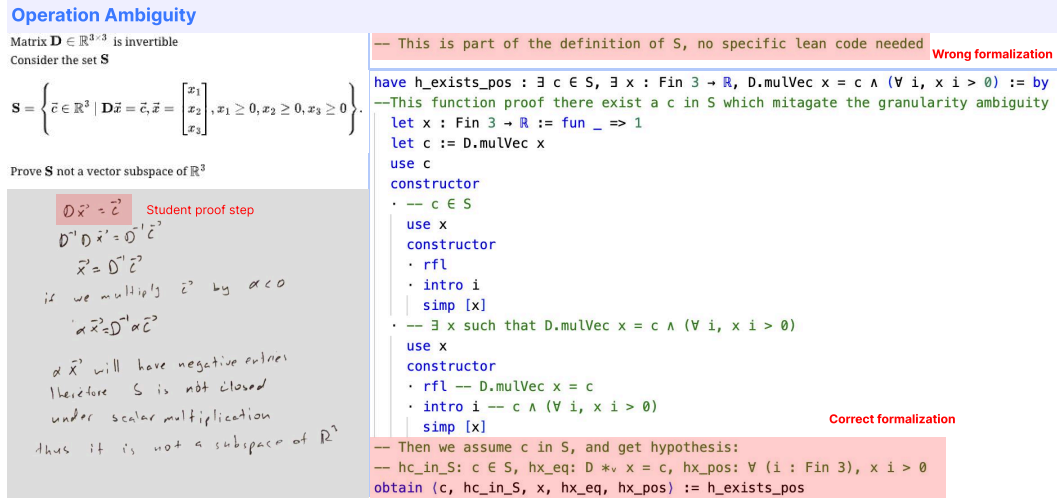 Operation Ambiguity
Matrix D ∈ ℝ³ˣ³ is invertible
Consider the set S
S = { c⃗ ∈ ℝ³ | Dx⃗ = c⃗, x⃗ = [x₁ x₂ x₃], x₁ ≥ 0, x₂ ≥ 0, x₃ ≥ 0 }.
Prove S not a vector subspace of ℝ³
Dx⃗ = c⃗
Student proof step
D⁻¹Dx⃗ = D⁻¹c⃗
x⃗ = D⁻¹c⃗
if we multiply c⃗ by α<0
αx⃗=D⁻¹αc⃗
αx⃗ will have negative entries
Therefore S is not closed
under scalar multiplication
thus it is not a subspace of ℝ³
-- This is part of the definition of S, no specific lean code needed
Wrong formalization
have h_exists_pos : ∃ c ∈ S, ∃ x : Fin 3 → ℝ, D.mulVec x = c ∧ (∀ i, x i > 0) := by
--This function proof there exist a c in S which mitagate the granularity ambiguity
let x : Fin 3 → ℝ := fun _ => 1
let c := D.mulVec x
use c
constructor
· -- c ∈ S
use x
constructor
· rfl
· intro i
simp [x]
· -- ∃ x such that D.mulVec x = c ∧ (∀ i, x i > 0)
use x
constructor
· rfl -- D.mulVec x = c
· intro i -- c ∧ (∀ i, x i > 0)
simp [x]
Correct formalization
-- Then we assume c in S, and get hypothesis:
-- hc_in_S: c ∈ S, hx_eq: D *ᵥ x = c, hx_pos: ∀ (i : Fin 3), x i > 0
obtain ⟨c, hc_in_S, x, hx_eq, hx_pos⟩ := h_exists_pos